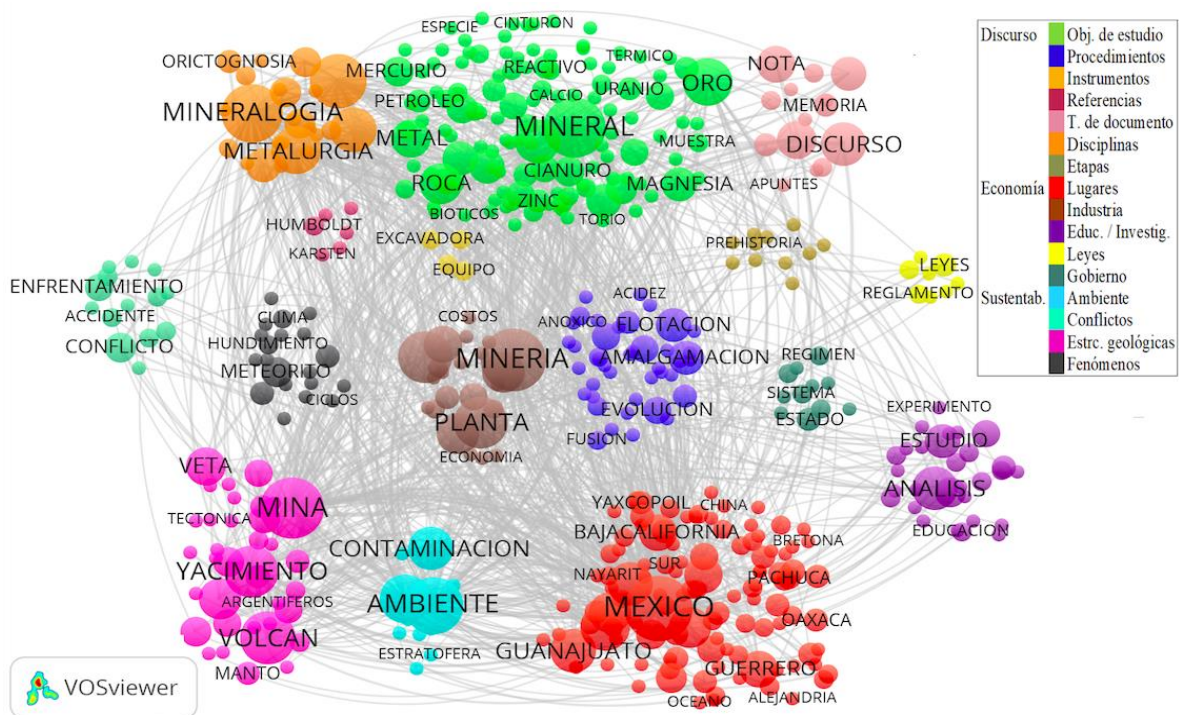 ESPECIE
CINTURON
ORICTOGNOSIA
MERCURIO
REACTIVO
TERMICO
NOTA
PETROLEO
CALCIO
URANIO
ORO
MEMORIA
MINERALOGIA
METAL
MINERAL
MUESTRA
DISCURSO
METALURGIA
ROCA
CIANURO
MAGNESIA
APUNTES
BIOTICOS
ZINC
TORIO
HUMBOLDT
KARSTEN
EXCAVADORA
EQUIPO
PREHISTORIA
LEYES
REGLAMENTO
ENFRENTAMIENTO
ACCIDENTE
CONFLICTO
CLIMA
HUNDIMIENTO
METEORITO
CICLOS
COSTOS
MINERIA
PLANTA
ECONOMIA
ACIDEZ
ANOXICO
FLOTACION
AMALGAMACION
EVOLUCION
FUSION
REGIMEN
SISTEMA
ESTADO
EXPERIMENTO
ESTUDIO
ANALISIS
EDUCACION
VETA
MINA
TECTONICA
YACIMIENTO
ARGENTIFEROS
VOLCAN
MANTO
CONTAMINACION
AMBIENTE
ESTRATOFERA
YAXCOPOIL
CHINA
BAJACALIFORNIA
BRETONA
SUR
NAYARIT
PACHUCA
MEXICO
OAXACA
GUANAJUATO
GUERRERO
OCEANO
ALEJANDRIA
VOSviewer
Discurso Obj. de estudio
Procedimientos
Instrumentos
Referencias
T. de documento
Disciplinas
Etapas
Economía Lugares
Industria
Educ. / Investig.
Leyes
Gobierno
Sustentab. Ambiente
Conflictos
Estrc. geológicas
Fenómenos